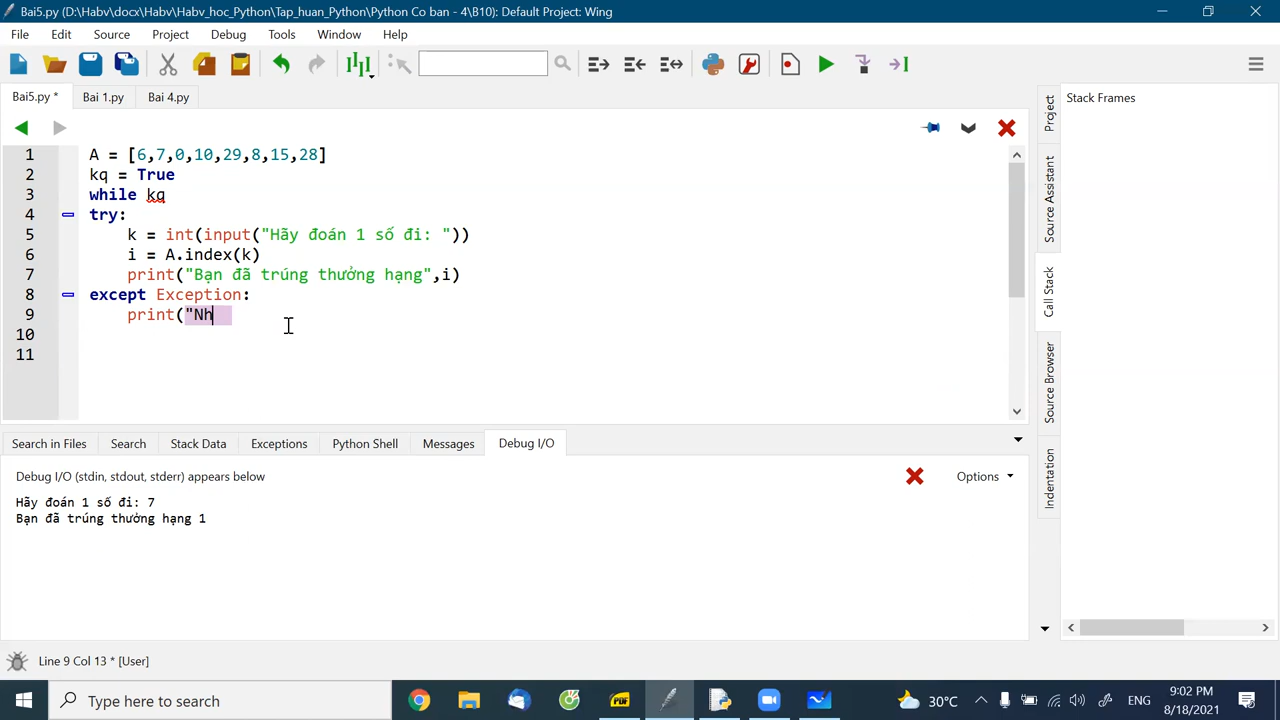 Bai5.py (D:\Habv\docx\Habv\Habv_hoc_Python\Tap_huan_Python\Python Co ban - 4\B10): Default Project: Wing
File Edit Source Project Debug Tools Window Help
Bai5.py * Bai 1.py Bai 4.py
Stack Frames
1 A = [6,7,0,10,29,8,15,28]
2 kq = True
3 while kq
4 try:
5 k = int(input("Hãy đoán 1 số đi: "))
6 i = A.index(k)
7 print("Bạn đã trúng thưởng hạng",i)
8 except Exception:
9 print("Nh
10
11
Project
Source Assistant
Call Stack
Source Browser
Indentation
Search in Files Search Stack Data Exceptions Python Shell Messages Debug I/O
Debug I/O (stdin, stdout, stderr) appears below Options
Hãy đoán 1 số đi: 7
Bạn đã trúng thưởng hạng 1
Line 9 Col 13 * [User]
Type here to search PDF 30°C ENG 9:02 PM
8/18/2021